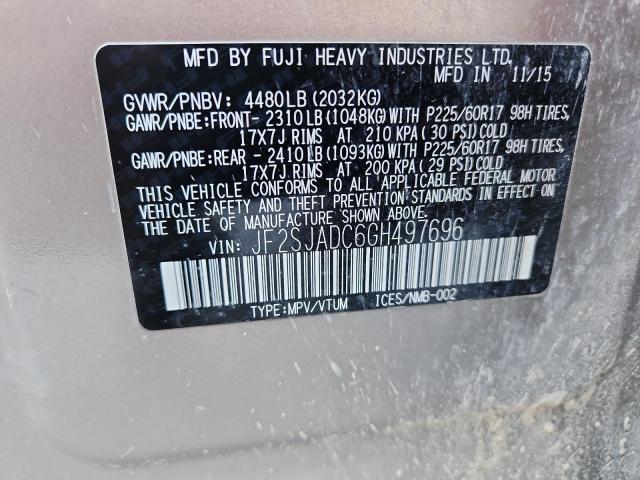 MFD BY FUJI HEAVY INDUSTRIES LTD.
MFD IN 11/15
GVWR/PNBV: 4480LB(2032KG)
GAWR/PNBE:FRONT- 2310LB(1048KG)WITH P225/60R17 98H TIRES,
17X7J RIMS AT 210 KPA(30 PSI)COLD
GAWR/PNBE:REAR - 2410LB(1093KG)WITH P225/60R17 98H TIRES,
17X7J RIMS AT 200 KPA(29 PSI)COLD
THIS VEHICLE CONFORMS TO ALL APPLICABLE FEDERAL MOTOR
VEHICLE SAFETY AND THEFT PREVENTION STANDARDS IN EFFECT ON
THE DATE OF MANUFACTURE SHOWN ABOVE.
VIN: JF2SJADC6GH497696
TYPE:MPV/VTUM ICES/NMB-002